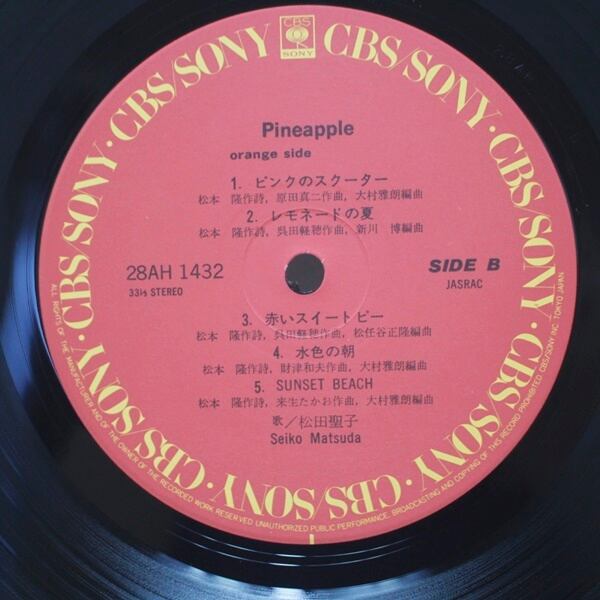 CBS
SONY
CBS/SONY · CBS/SONY · CBS/SONY · CBS/SONY · CBS/SONY · CBS/SONY · CBS/SONY · CBS/SONY
Pineapple
orange side
1. ピンクのスクーター
松本 隆作詩, 原田真二作曲, 大村雅朗編曲
2. レモネードの夏
松本 隆作詩, 呉田軽穂作曲, 新川 博編曲
28AH 1432
33⅓ STEREO
SIDE B
JASRAC
3. 赤いスイートピー
松本 隆作詩, 呉田軽穂作曲, 松任谷正隆編曲
4. 水色の朝
松本 隆作詩, 財津和夫作曲, 大村雅朗編曲
5. SUNSET BEACH
松本 隆作詩, 来生たかお作曲, 大村雅朗編曲
歌／松田聖子
Seiko Matsuda
ALL RIGHTS OF THE MANUFACTURER AND OF THE OWNER OF THE RECORDED WORK RESERVED UNAUTHORIZED PUBLIC PERFORMANCE, BROADCASTING AND COPYING OF THIS RECORD PROHIBITED CBS/SONY INC. TOKYO JAPAN